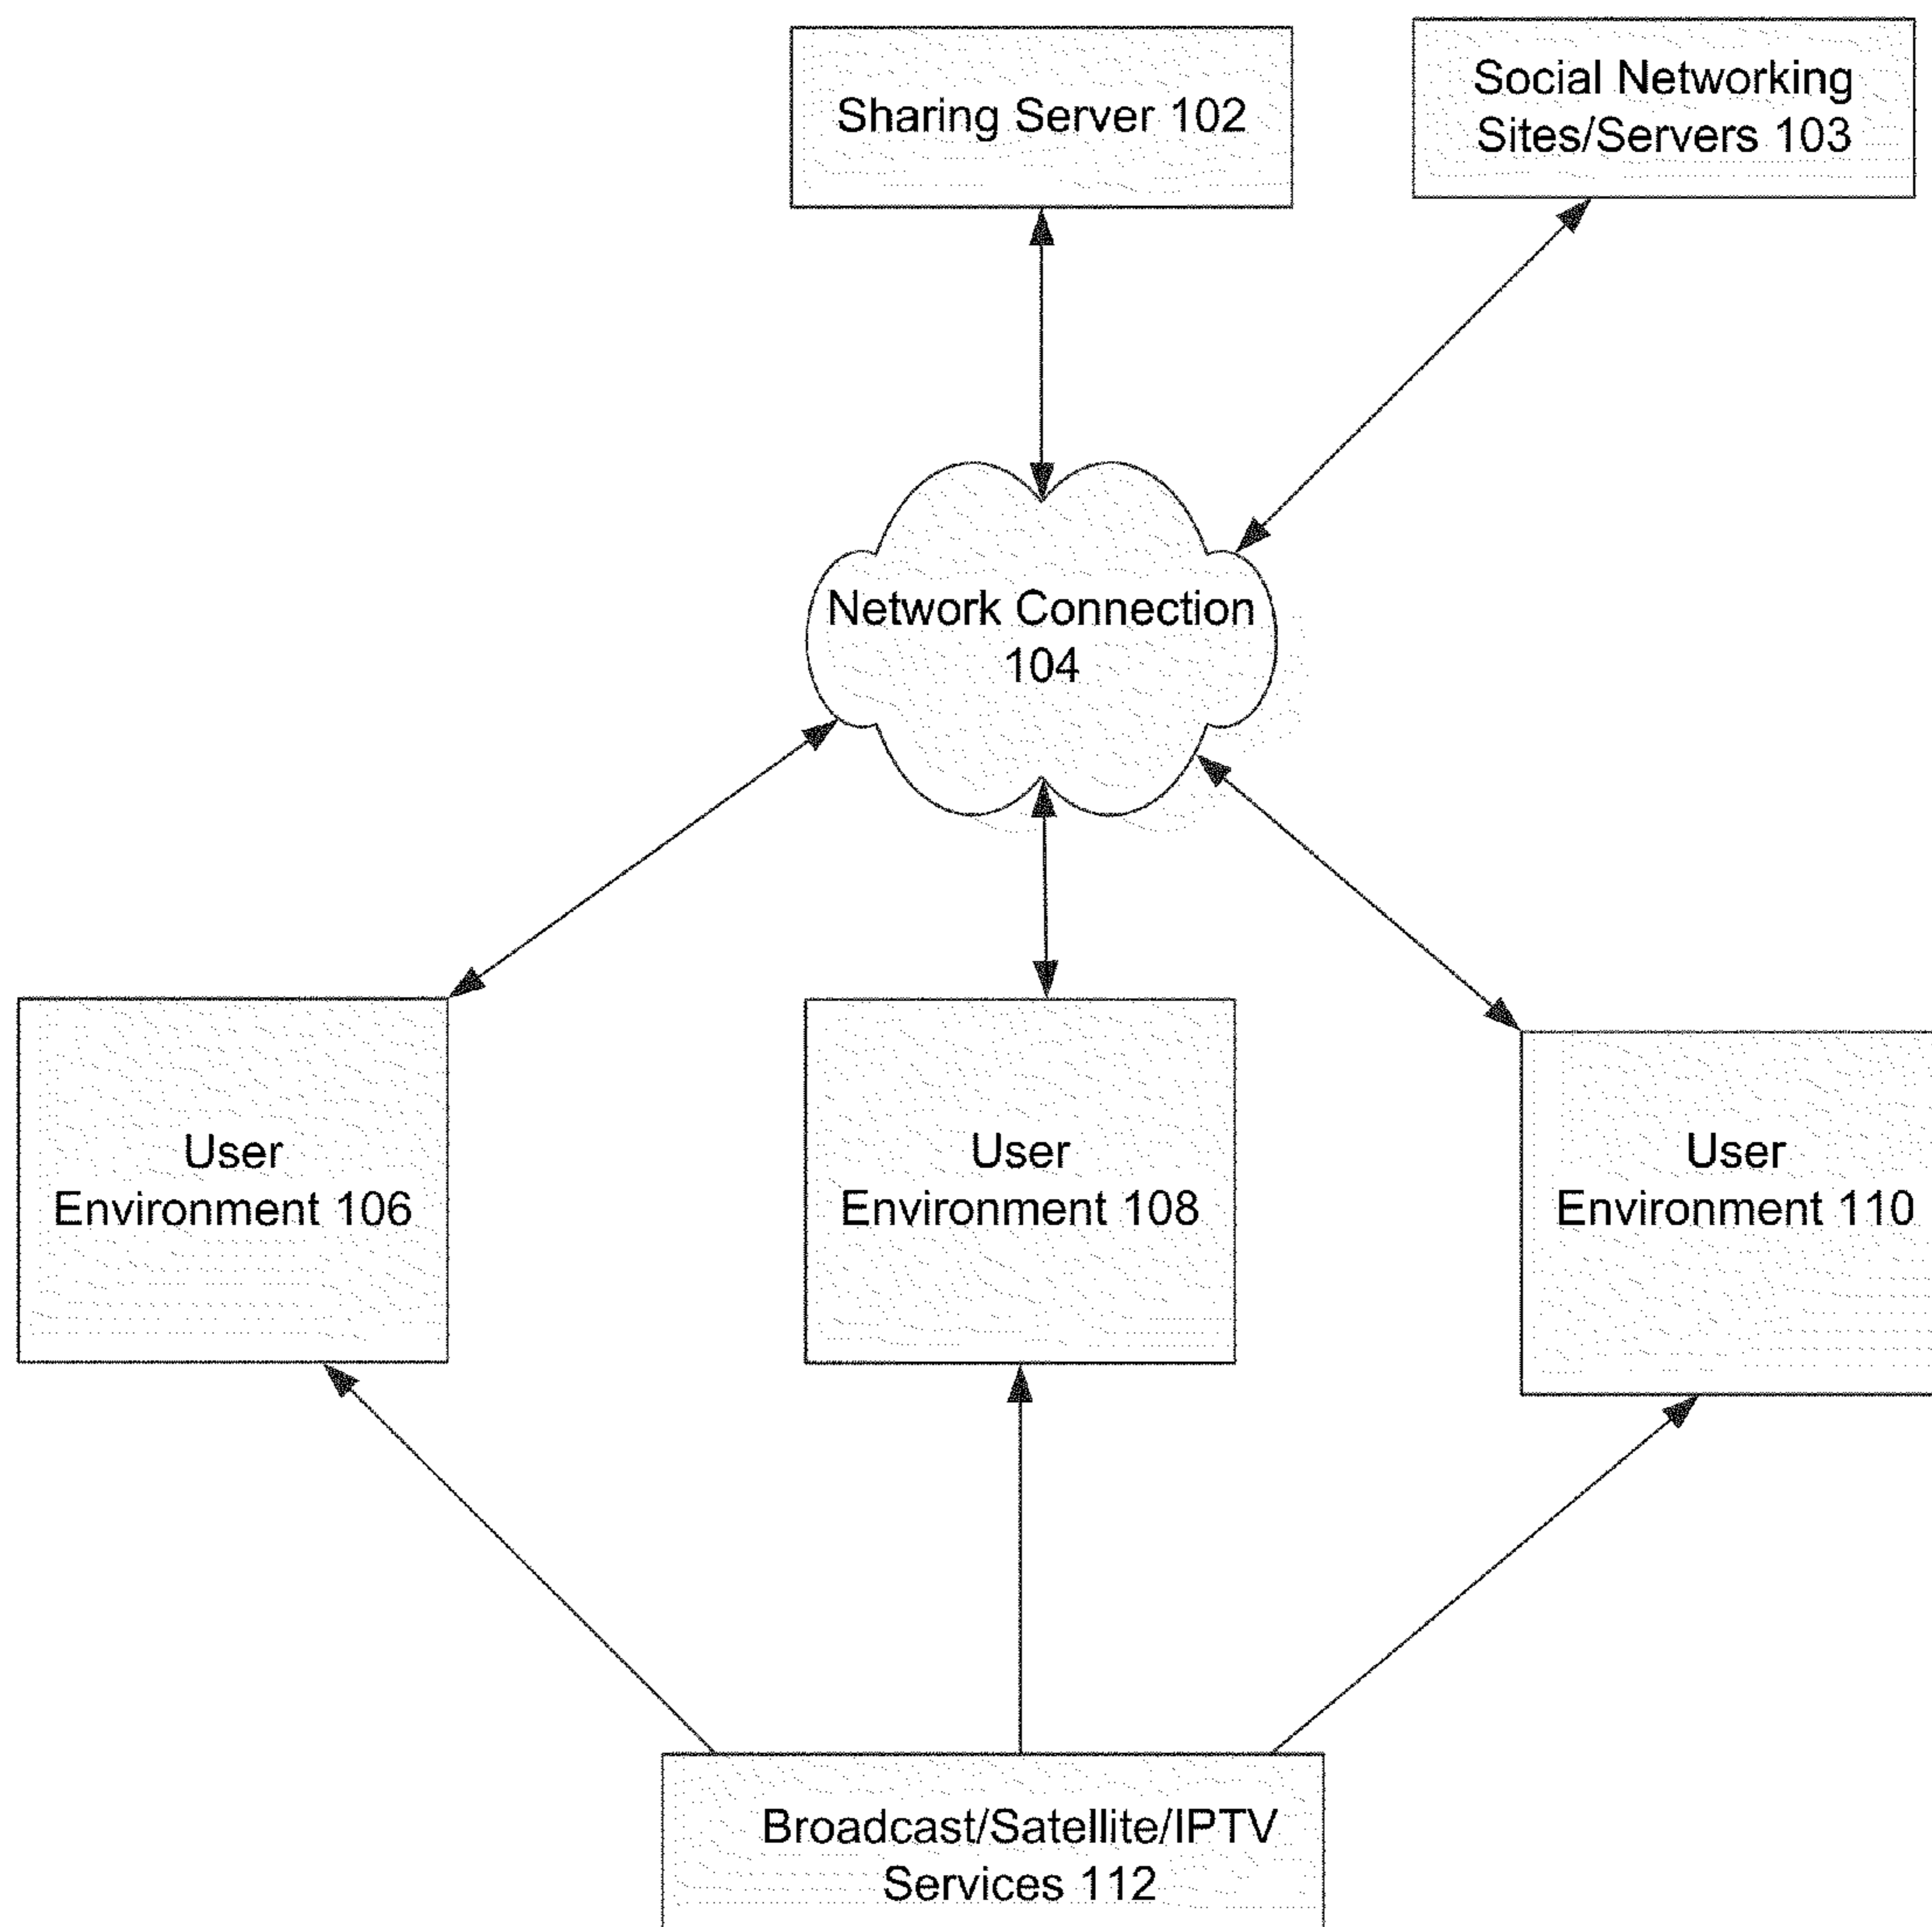 Sharing Server 102
Social Networking
Sites/Servers 103
Network Connection
104
User
Environment 106
User
Environment 108
User
Environment 110
Broadcast/Satellite/IPTV
Services 112